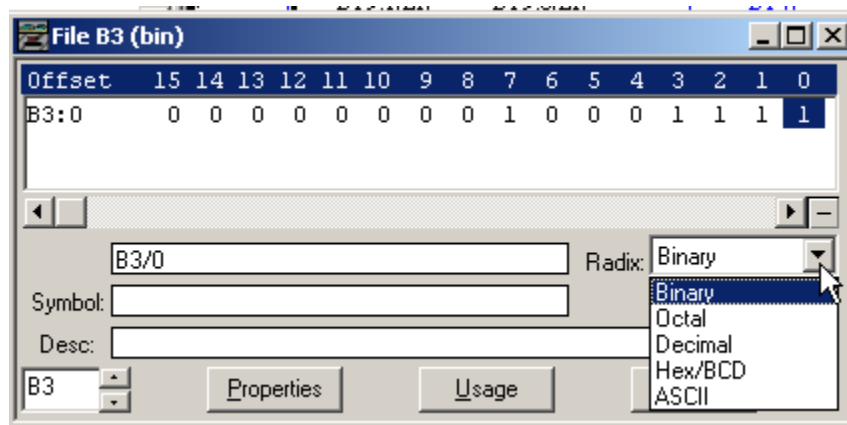 File B3 (bin)
Offset 15 14 13 12 11 10 9 8 7 6 5 4 3 2 1 0
B3:0 0 0 0 0 0 0 0 0 1 0 0 0 1 1 1 1
B3/0 Radix: Binary
Binary
Symbol:
Octal
Desc: Decimal
Hex/BCD
B3 Properties Usage ASCII